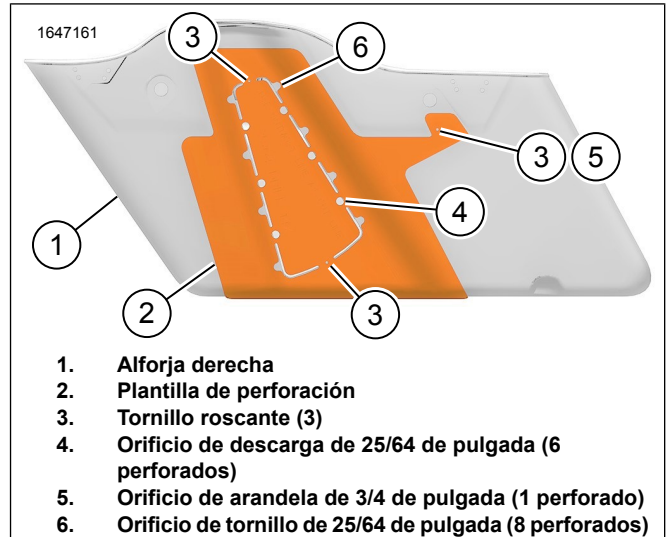 1647161
3
6
3
5
4
1
2
3
1. Alforja derecha
2. Plantilla de perforación
3. Tornillo roscante (3)
4. Orificio de descarga de 25/64 de pulgada (6
perforados)
5. Orificio de arandela de 3/4 de pulgada (1 perforado)
6. Orificio de tornillo de 25/64 de pulgada (8 perforados)